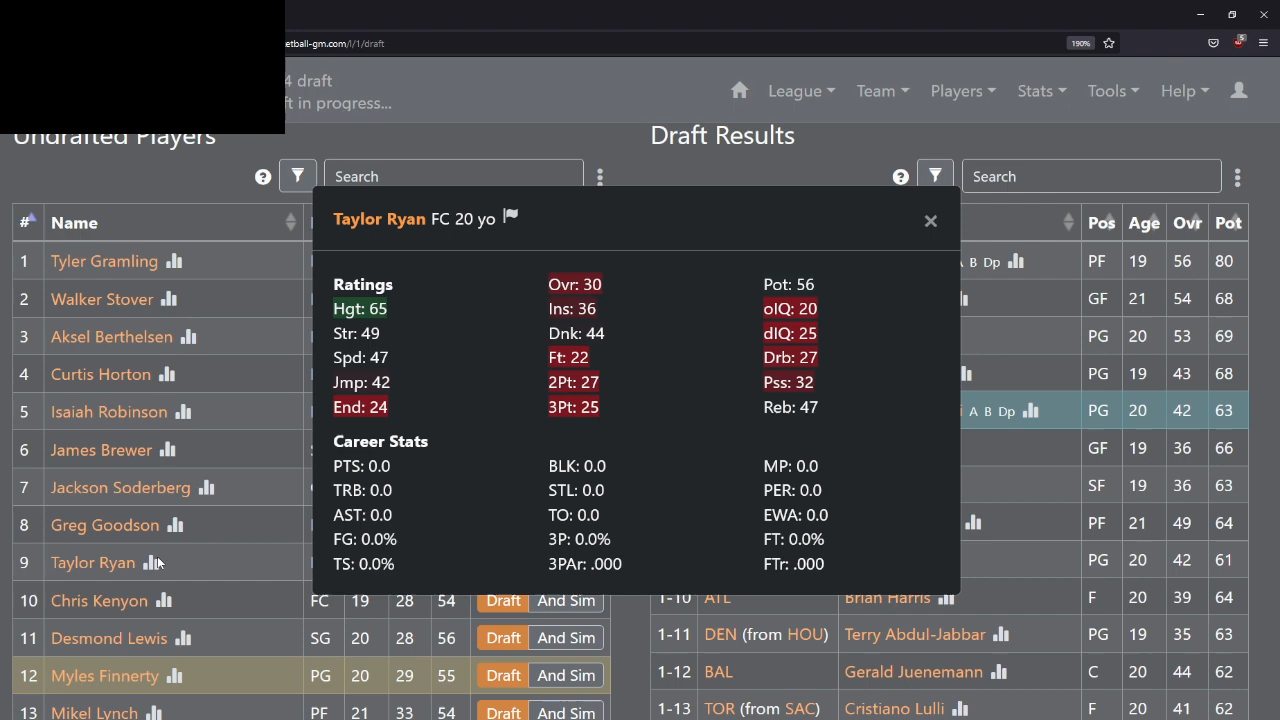 etball-gm.com/l/1/draft
190%
5
4 draft
ft in progress...
League Team Players Stats Tools Help
Undrafted Players
Draft Results
? Search
? Search
# Name
Pos Age Ovr Pot
1 Tyler Gramling
A B Dp PF 19 56 80
2 Walker Stover
GF 21 54 68
3 Aksel Berthelsen
PG 20 53 69
4 Curtis Horton
PG 19 43 68
5 Isaiah Robinson
i A B Dp PG 20 42 63
6 James Brewer
GF 19 36 66
7 Jackson Soderberg
SF 19 36 63
8 Greg Goodson
PF 21 49 64
9 Taylor Ryan
PG 20 42 61
Taylor Ryan FC 20 yo
Ratings Ovr: 30 Pot: 56
Hgt: 65 Ins: 36 oIQ: 20
Str: 49 Dnk: 44 dIQ: 25
Spd: 47 Ft: 22 Drb: 27
Jmp: 42 2Pt: 27 Pss: 32
End: 24 3Pt: 25 Reb: 47
Career Stats
PTS: 0.0 BLK: 0.0 MP: 0.0
TRB: 0.0 STL: 0.0 PER: 0.0
AST: 0.0 TO: 0.0 EWA: 0.0
FG: 0.0% 3P: 0.0% FT: 0.0%
TS: 0.0% 3PAr: .000 FTr: .000
10 Chris Kenyon FC 19 28 54 Draft And Sim
1-10 ATL Brian Harris F 20 39 64
11 Desmond Lewis SG 20 28 56 Draft And Sim
1-11 DEN (from HOU) Terry Abdul-Jabbar PG 19 35 63
12 Myles Finnerty PG 20 29 55 Draft And Sim
1-12 BAL Gerald Juenemann C 20 44 62
13 Mikel Lynch PF 21 33 54 Draft And Sim
1-13 TOR (from SAC) Cristiano Lulli F 20 41 62